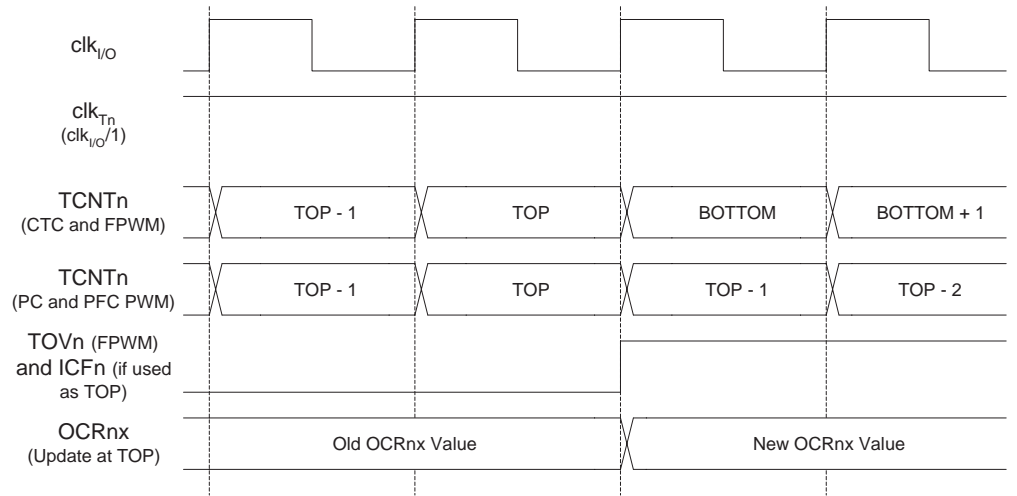 clkI/O
clkTn
(clkI/O/1)
TCNTn
(CTC and FPWM)
TOP - 1 TOP BOTTOM BOTTOM + 1
TCNTn
(PC and PFC PWM)
TOP - 1 TOP TOP - 1 TOP - 2
TOVn (FPWM)
and ICFn (if used
as TOP)
OCRnx
(Update at TOP)
Old OCRnx Value New OCRnx Value